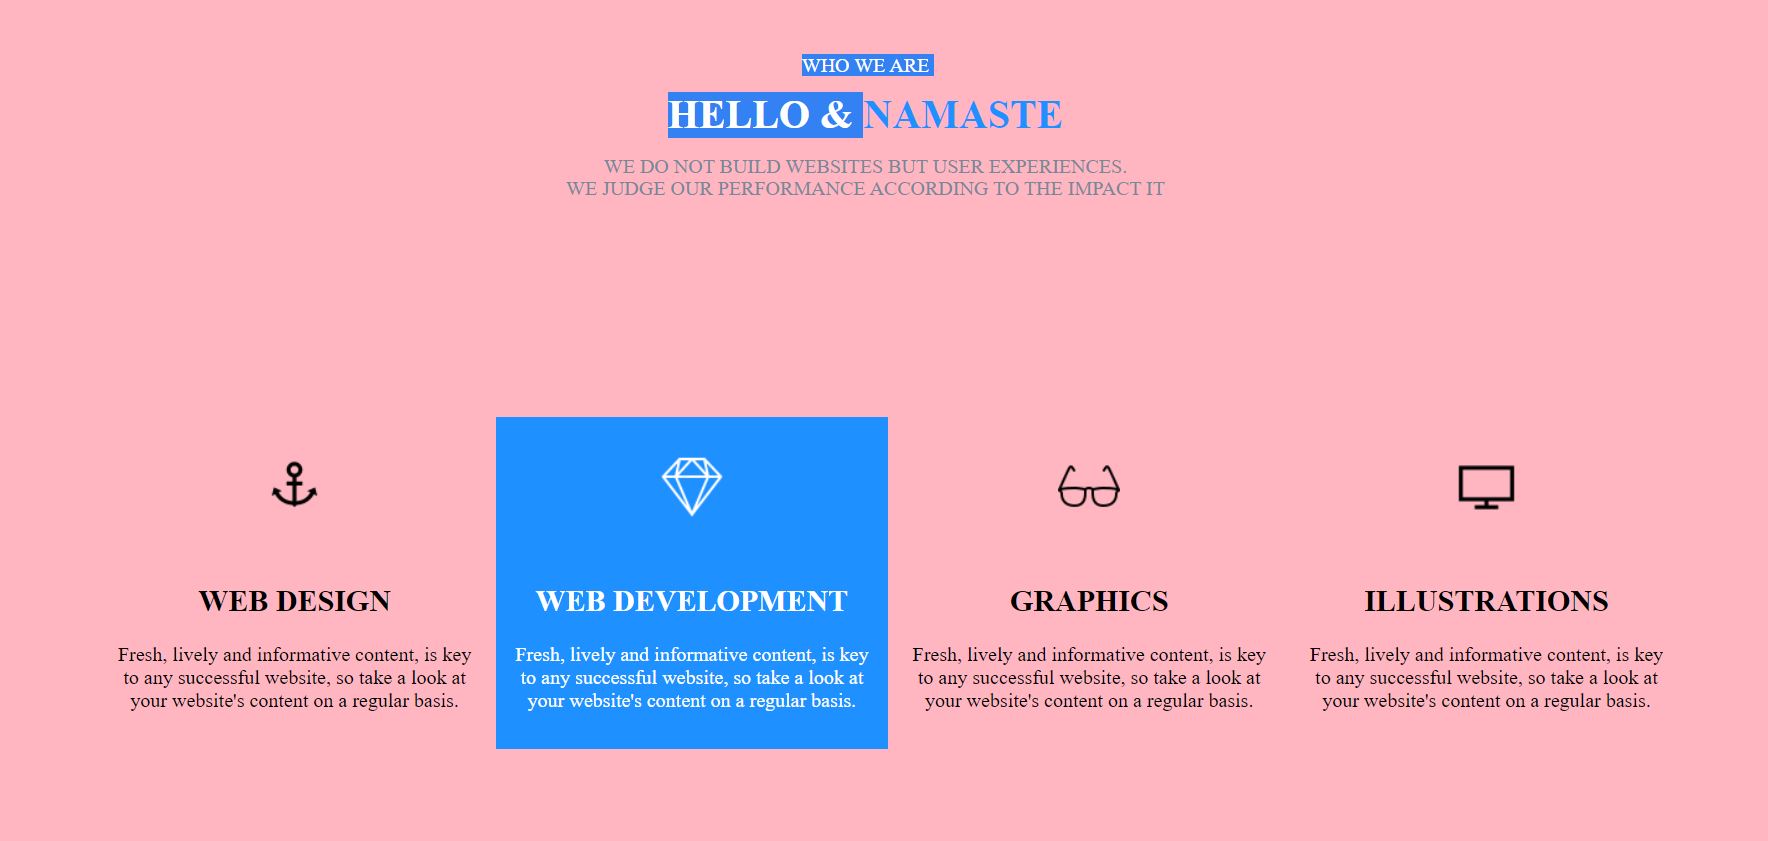 WHO WE ARE
HELLO & NAMASTE
WE DO NOT BUILD WEBSITES BUT USER EXPERIENCES.
WE JUDGE OUR PERFORMANCE ACCORDING TO THE IMPACT IT
WEB DESIGN
Fresh, lively and informative content, is key
to any successful website, so take a look at
your website's content on a regular basis.
WEB DEVELOPMENT
Fresh, lively and informative content, is key
to any successful website, so take a look at
your website's content on a regular basis.
GRAPHICS
Fresh, lively and informative content, is key
to any successful website, so take a look at
your website's content on a regular basis.
ILLUSTRATIONS
Fresh, lively and informative content, is key
to any successful website, so take a look at
your website's content on a regular basis.